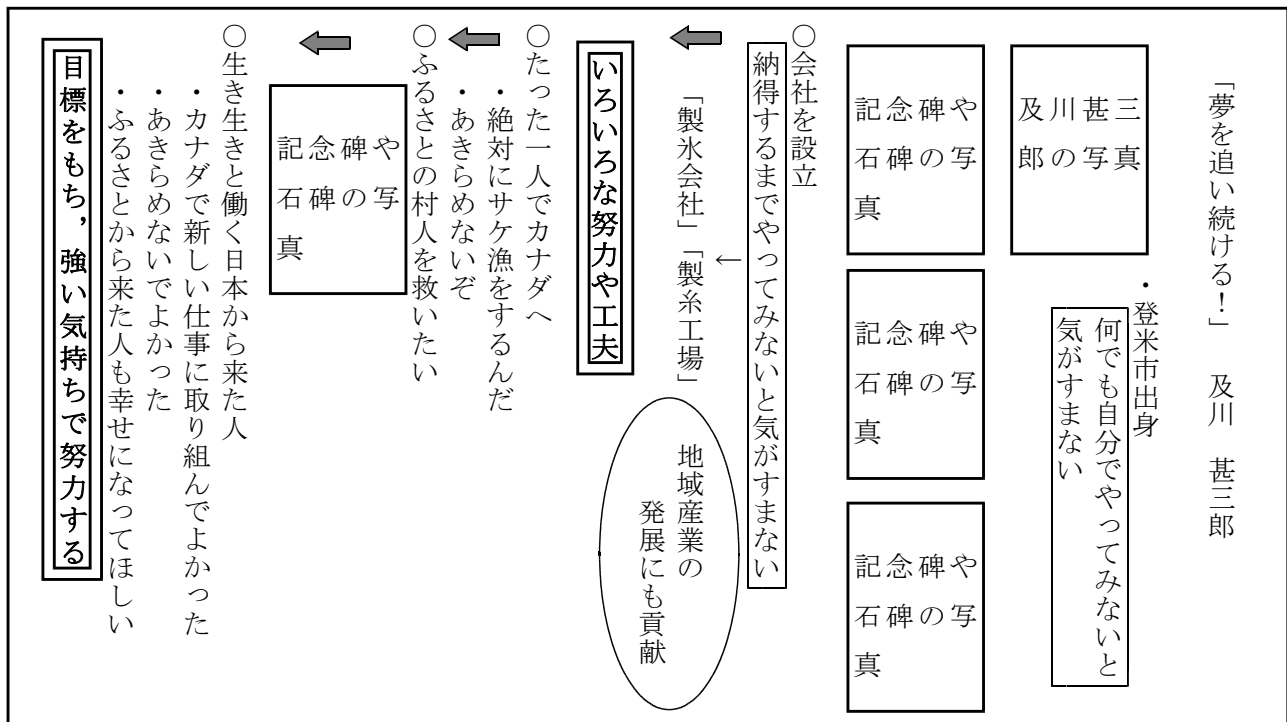 「夢を追い続ける！」　及川　甚三郎
・登米市出身
何でも自分でやってみないと
気がすまない
及川甚三
郎の写真
記念碑や
石碑の写
真
記念碑や
石碑の写
真
記念碑や
石碑の写
真
〇会社を設立
納得するまでやってみないと気がすまない
←
「製氷会社」「製糸工場」
地域産業の
発展にも貢献
いろいろな努力や工夫
〇たった一人でカナダへ
・絶対にサケ漁をするんだ
・あきらめないぞ
〇ふるさとの村人を救いたい
記念碑や
石碑の写
真
〇生き生きと働く日本から来た人
・カナダで新しい仕事に取り組んでよかった
・あきらめないでよかった
・ふるさとから来た人も幸せになってほしい
目標をもち，強い気持ちで努力する